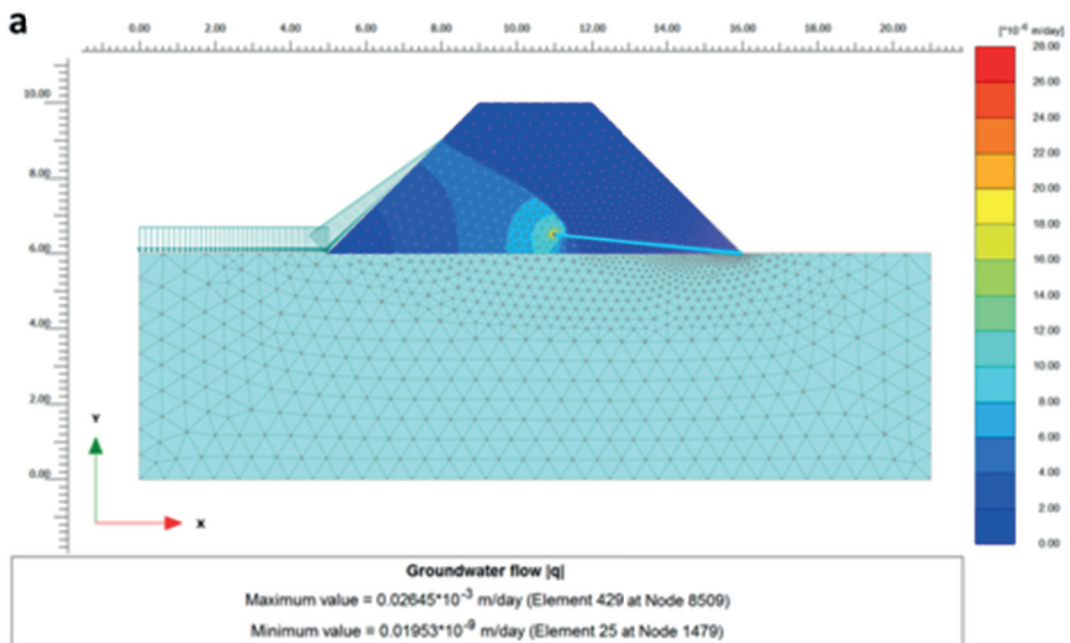 a
0.00 2.00 4.00 6.00 8.00 10.00 12.00 14.00 16.00 18.00 20.00
[*10⁻⁶ m/day]
28.00
26.00
24.00
22.00
20.00
18.00
16.00
14.00
12.00
10.00
8.00
6.00
4.00
2.00
0.00
10.00
8.00
6.00
4.00
2.00
0.00
Y
X
Groundwater flow |q|
Maximum value = 0.02645*10⁻³ m/day (Element 429 at Node 8509)
Minimum value = 0.01953*10⁻⁹ m/day (Element 25 at Node 1479)